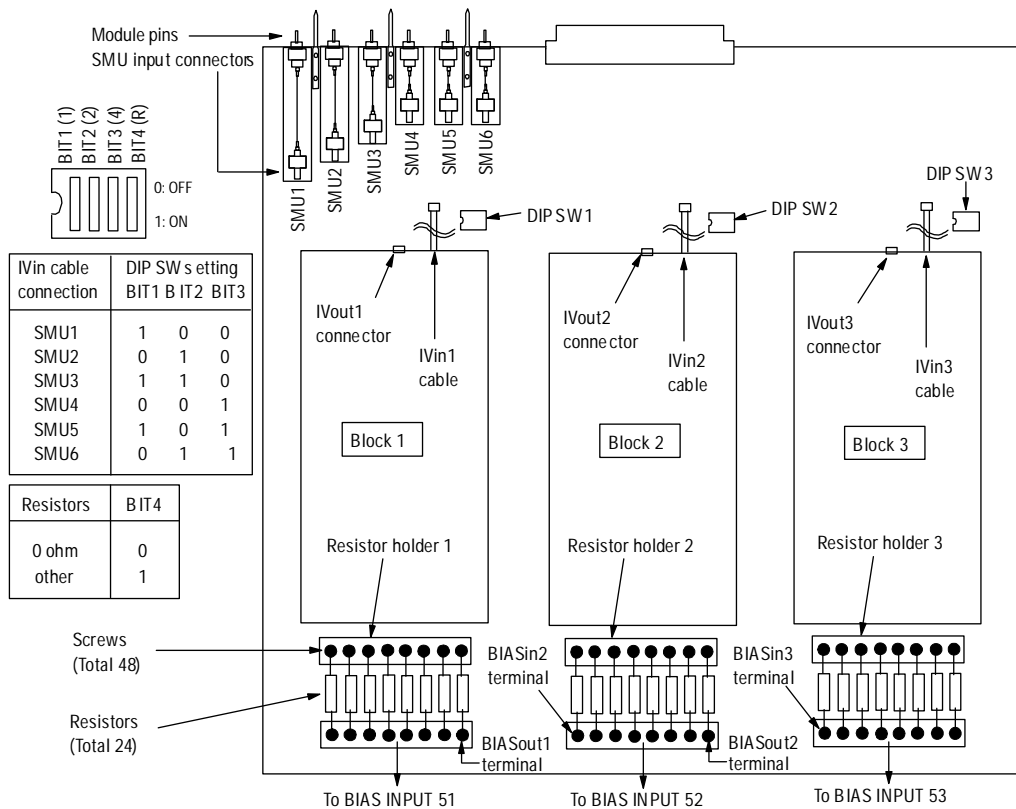 Module pins
SMU input connectors
BIT1 (1)
BIT2 (2)
BIT3 (4)
BIT4 (R)
0: OFF
1: ON
SMU1
SMU2
SMU3
SMU4
SMU5
SMU6
DIP SW1
DIP SW2
DIP SW3
IVin cable connection
DIP SW s etting
BIT1 B IT2 BIT3
SMU1 1 0 0
SMU2 0 1 0
SMU3 1 1 0
SMU4 0 0 1
SMU5 1 0 1
SMU6 0 1 1
Resistors B IT4
0 ohm 0
other 1
IVout1
connector
IVin1
cable
IVout2
connector
IVin2
cable
IVout3
connector
IVin3
cable
Block 1
Block 2
Block 3
Resistor holder 1
Resistor holder 2
Resistor holder 3
Screws
(Total 48)
Resistors
(Total 24)
BIASin2
terminal
BIASin3
terminal
BIASout1
terminal
BIASout2
terminal
To BIAS INPUT 51
To BIAS INPUT 52
To BIAS INPUT 53